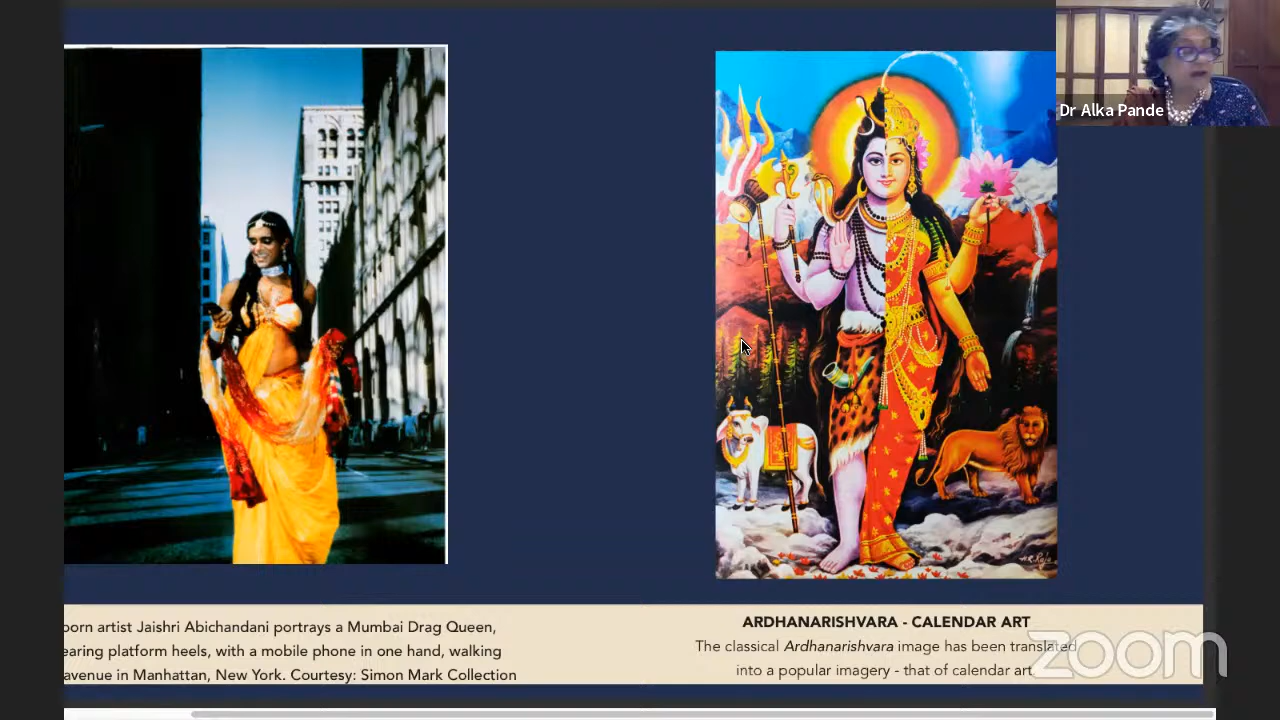 Dr Alka Pande
born artist Jaishri Abichandani portrays a Mumbai Drag Queen,
earing platform heels, with a mobile phone in one hand, walking
avenue in Manhattan, New York. Courtesy: Simon Mark Collection
ARDHANARISHVARA - CALENDAR ART
The classical Ardhanarishvara image has been translated
into a popular imagery - that of calendar art
zoom